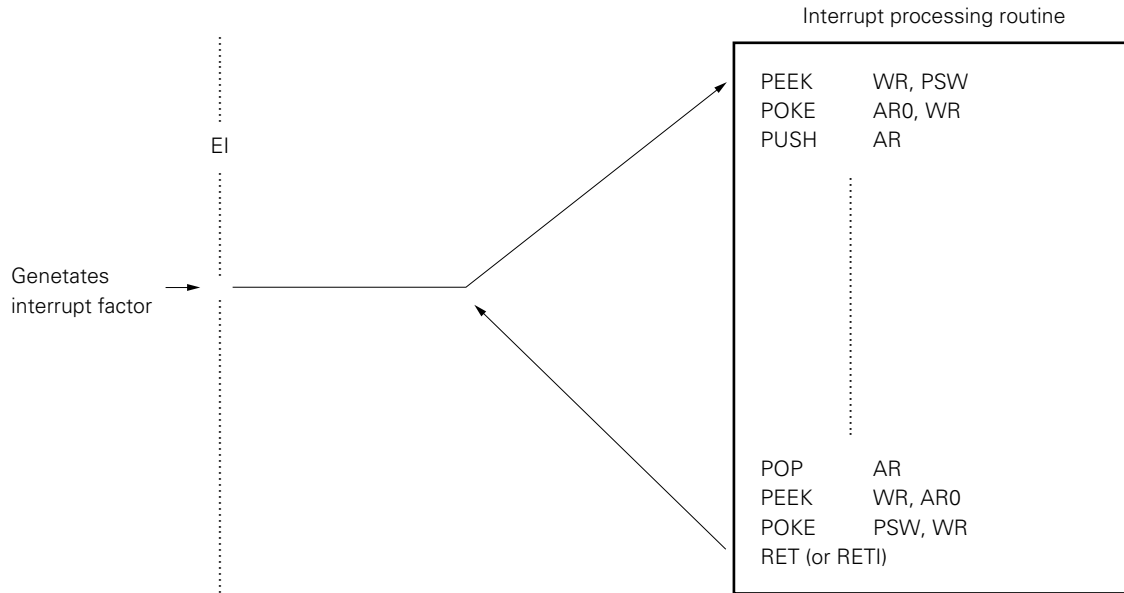 Interrupt processing routine
EI
Genetates
interrupt factor
PEEK WR, PSW
POKE AR0, WR
PUSH AR
POP AR
PEEK WR, AR0
POKE PSW, WR
RET (or RETI)